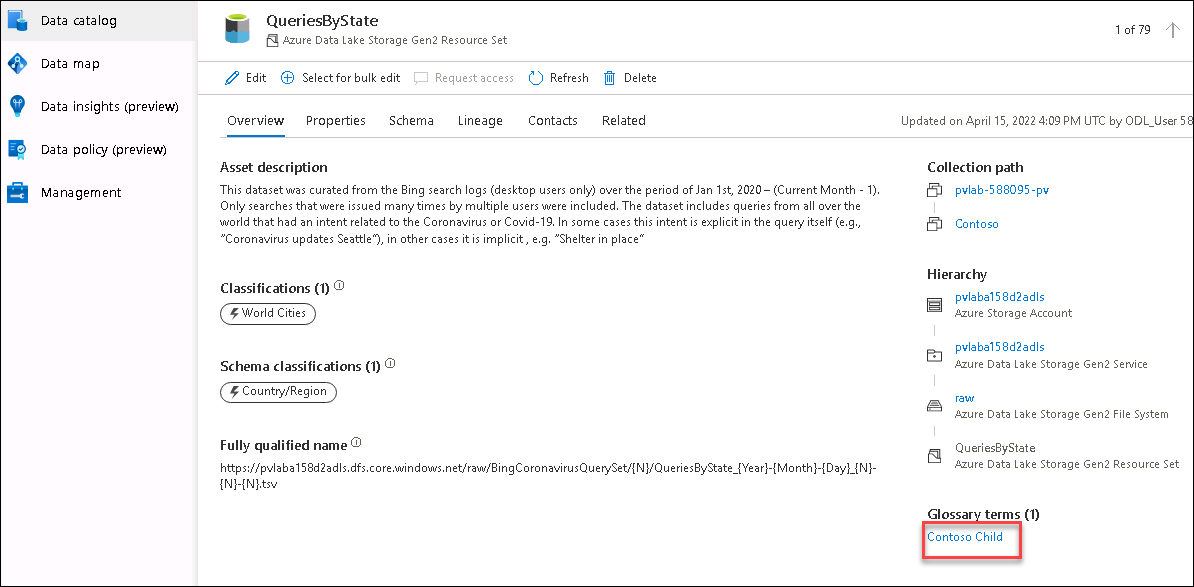 Data catalog
Data map
Data insights (preview)
Data policy (preview)
Management
QueriesByState
Azure Data Lake Storage Gen2 Resource Set
1 of 79
Edit
Select for bulk edit
Request access
Refresh
Delete
Overview
Properties
Schema
Lineage
Contacts
Related
Updated on April 15, 2022 4:09 PM UTC by ODL_User 58
Asset description
This dataset was curated from the Bing search logs (desktop users only) over the period of Jan 1st, 2020 – (Current Month - 1).
Only searches that were issued many times by multiple users were included. The dataset includes queries from all over the
world that had an intent related to the Coronavirus or Covid-19. In some cases this intent is explicit in the query itself (e.g.,
“Coronavirus updates Seattle”), in other cases it is implicit , e.g. “Shelter in place”
Classifications (1)
World Cities
Schema classifications (1)
Country/Region
Fully qualified name
https://pvlaba158d2adls.dfs.core.windows.net/raw/BingCoronavirusQuerySet/{N}/QueriesByState_{Year}-{Month}-{Day}_{N}-
{N}-{N}.tsv
Collection path
pvlab-588095-pv
Contoso
Hierarchy
pvlaba158d2adls
Azure Storage Account
pvlaba158d2adls
Azure Data Lake Storage Gen2 Service
raw
Azure Data Lake Storage Gen2 File System
QueriesByState
Azure Data Lake Storage Gen2 Resource Set
Glossary terms (1)
Contoso Child